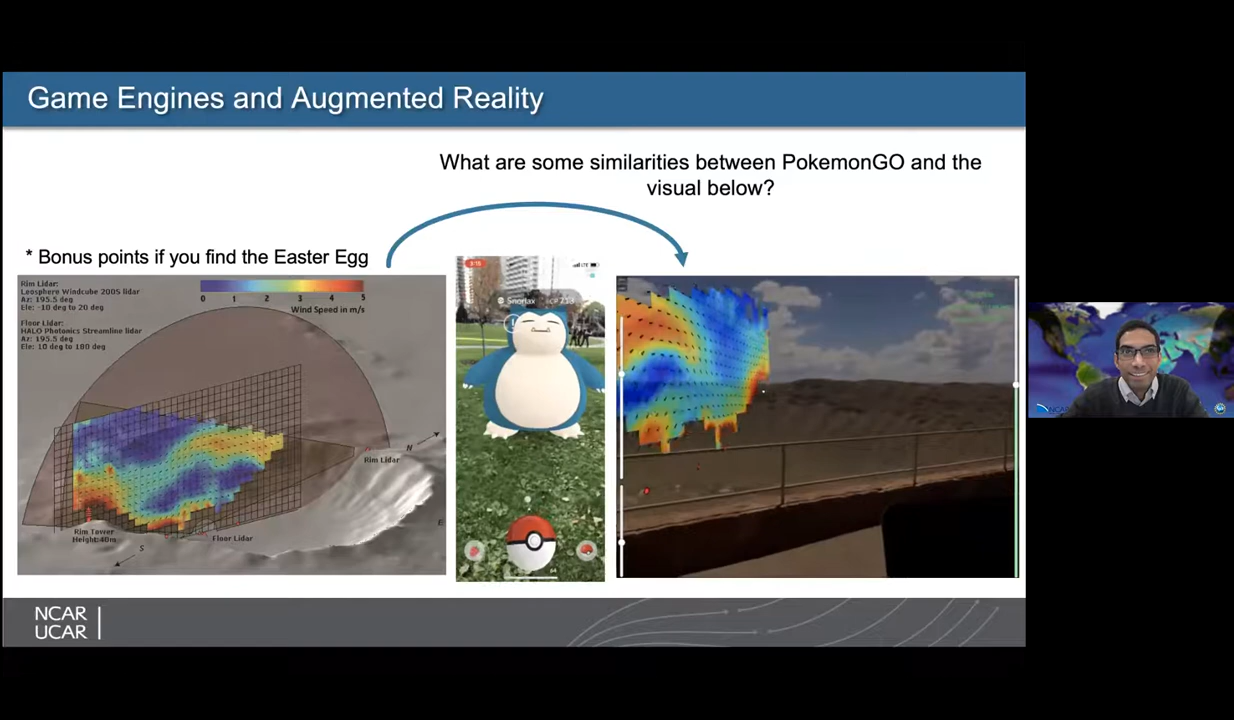 Game Engines and Augmented Reality
What are some similarities between PokemonGO and the
visual below?
* Bonus points if you find the Easter Egg
Rim Lidar:
Leosphere Windcube 200S lidar
Az: 195.5 deg
Ele: -10 deg to 20 deg
Floor Lidar:
HALO Photonics Streamline lidar
Az: 195.5 deg
Ele: 10 deg to 180 deg
0 1 2 3 4 5
Wind Speed in m/s
N
Rim Lidar
E
Rim Tower
Height:40m
Floor Lidar
S
Snorlax
NCAR
UCAR
NCAR